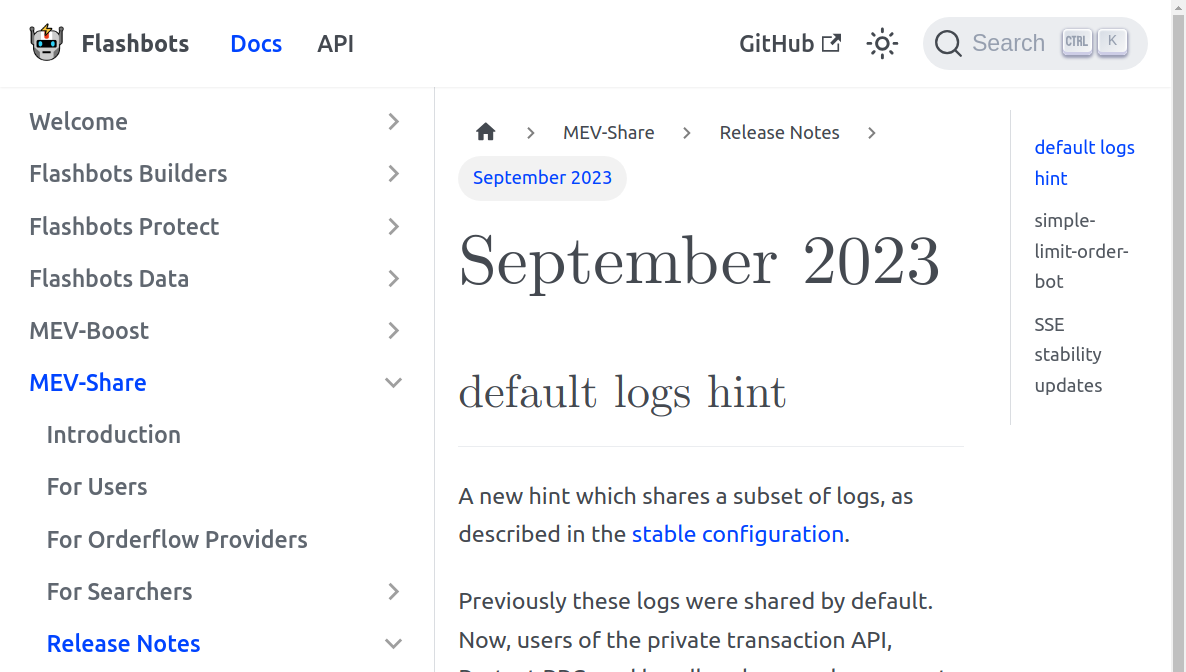 Flashbots
Docs
API
GitHub
Search
CTRL
K
Welcome
Flashbots Builders
Flashbots Protect
Flashbots Data
MEV-Boost
MEV-Share
Introduction
For Users
For Orderflow Providers
For Searchers
Release Notes
MEV-Share
Release Notes
September 2023
September 2023
default logs hint
A new hint which shares a subset of logs, as
described in the stable configuration.
Previously these logs were shared by default.
Now, users of the private transaction API,
default logs
hint
simple-
limit-order-
bot
SSE
stability
updates